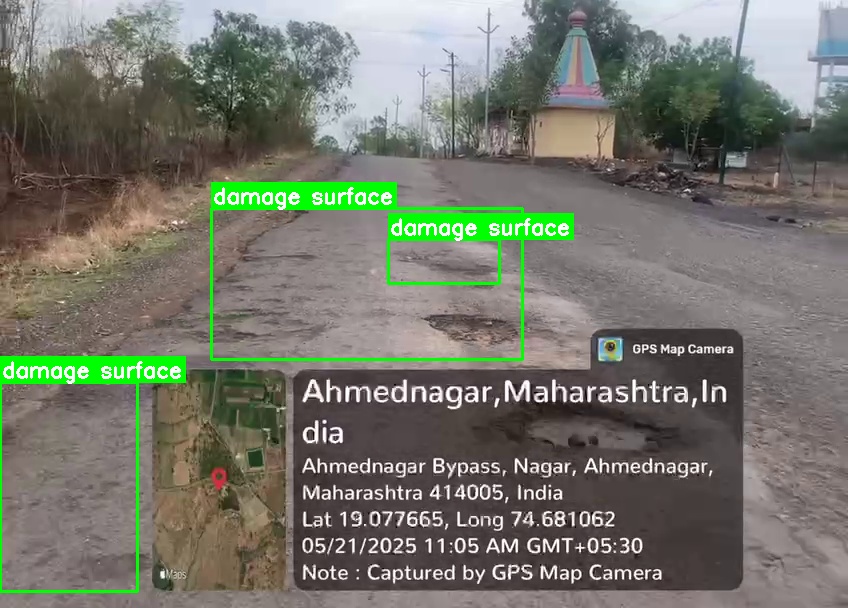 damage surface
damage surface
damage surface
GPS Map Camera
Ahmednagar,Maharashtra,In
dia
Ahmednagar Bypass, Nagar, Ahmednagar,
Maharashtra 414005, India
Lat 19.077665, Long 74.681062
05/21/2025 11:05 AM GMT+05:30
Note : Captured by GPS Map Camera
Maps